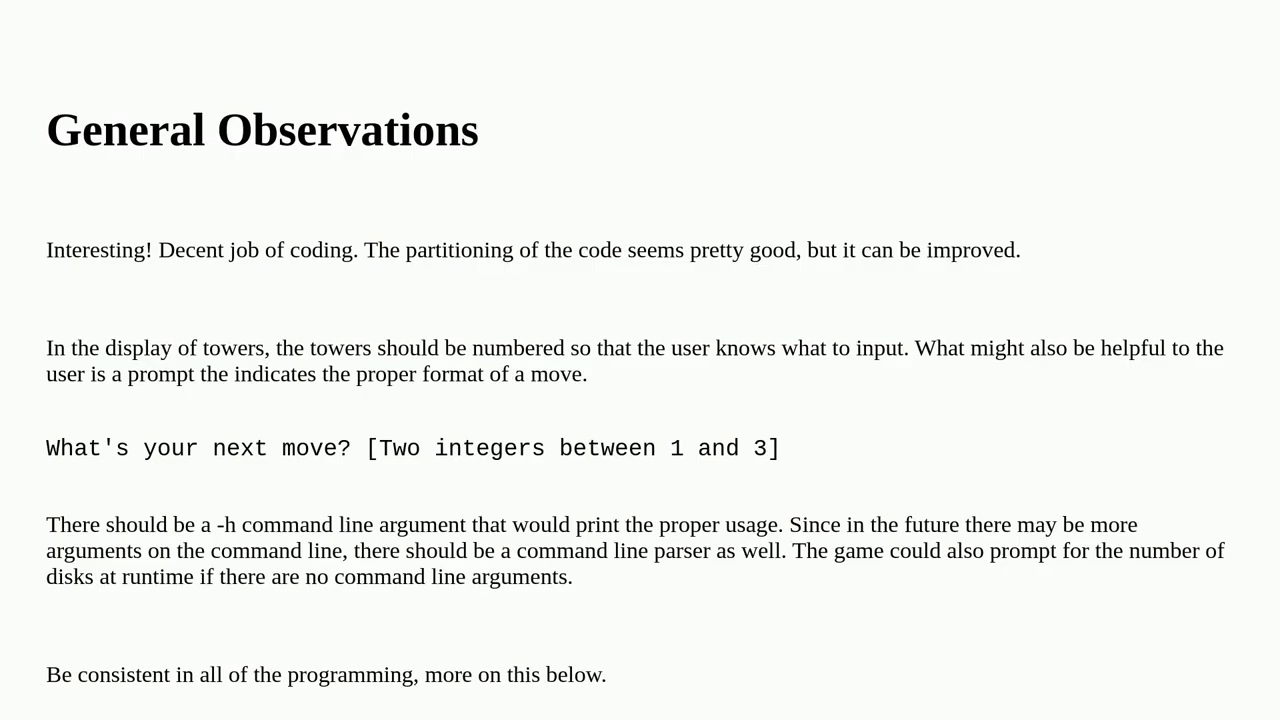 General Observations
Interesting! Decent job of coding. The partitioning of the code seems pretty good, but it can be improved.
In the display of towers, the towers should be numbered so that the user knows what to input. What might also be helpful to the
user is a prompt the indicates the proper format of a move.
What's your next move? [Two integers between 1 and 3]
There should be a -h command line argument that would print the proper usage. Since in the future there may be more
arguments on the command line, there should be a command line parser as well. The game could also prompt for the number of
disks at runtime if there are no command line arguments.
Be consistent in all of the programming, more on this below.